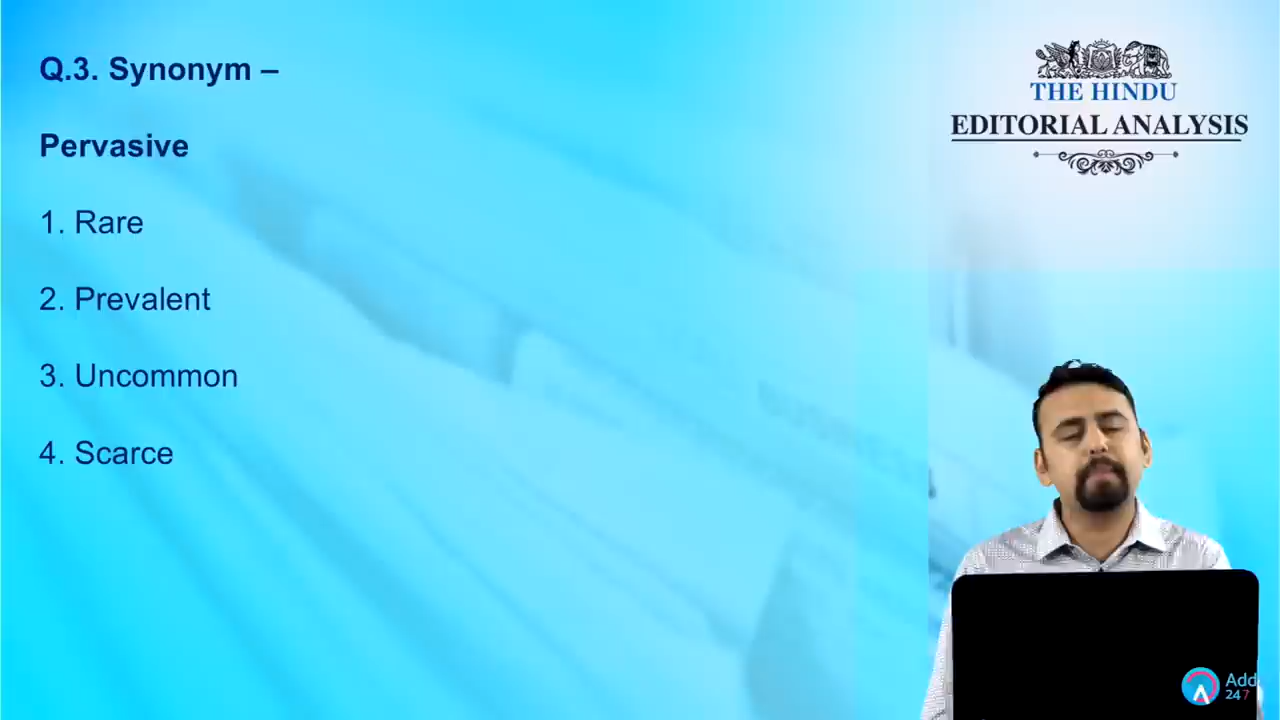 Q.3. Synonym –
Pervasive
1. Rare
2. Prevalent
3. Uncommon
4. Scarce
THE HINDU
EDITORIAL ANALYSIS
Add
247